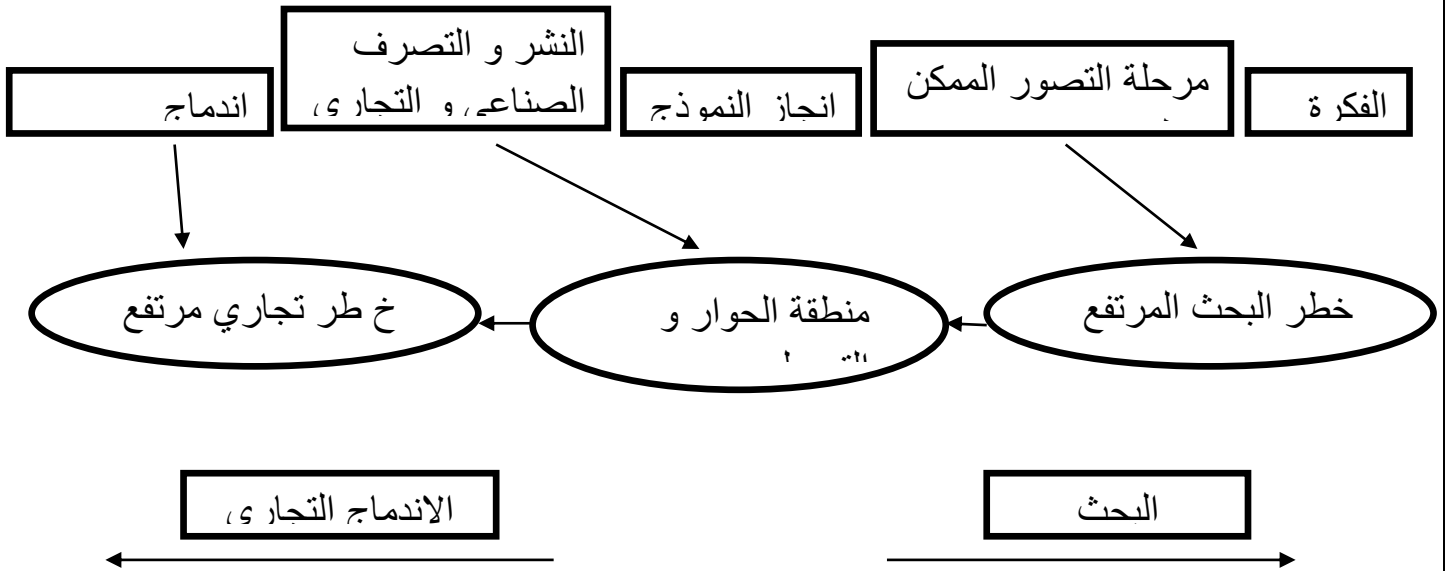 الفكرة
مرحلة التصور الممكن
انجاز النموذج
النشر و التصرف
الصناعي و التجاري
اندماج
خطر البحث المرتفع
منطقة الحوار و
خ طر تجاري مرتفع
البحث
الاندماج التجاري